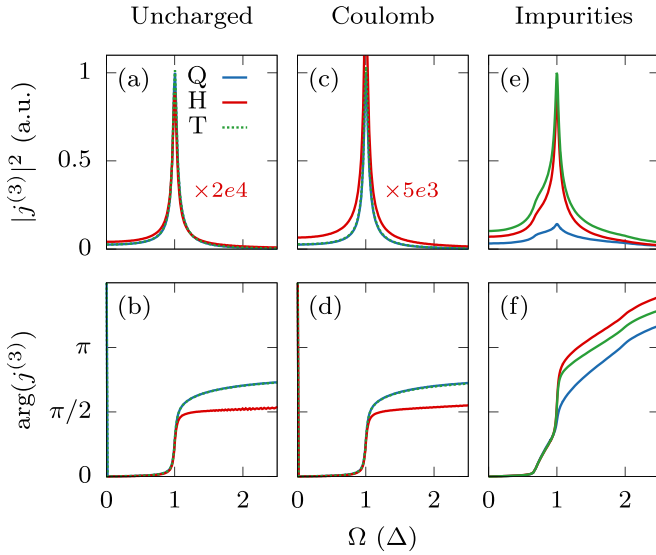 Uncharged Coulomb Impurities
|j^{(3)}|^2 (a.u.)
1
0.5
0
(a) Q
H
T
×2e4
(c)
×5e3
(e)
arg(j^{(3)})
π
π/2
0
(b)
(d)
(f)
0 1 2 0 1 2 0 1 2
Ω (Δ)